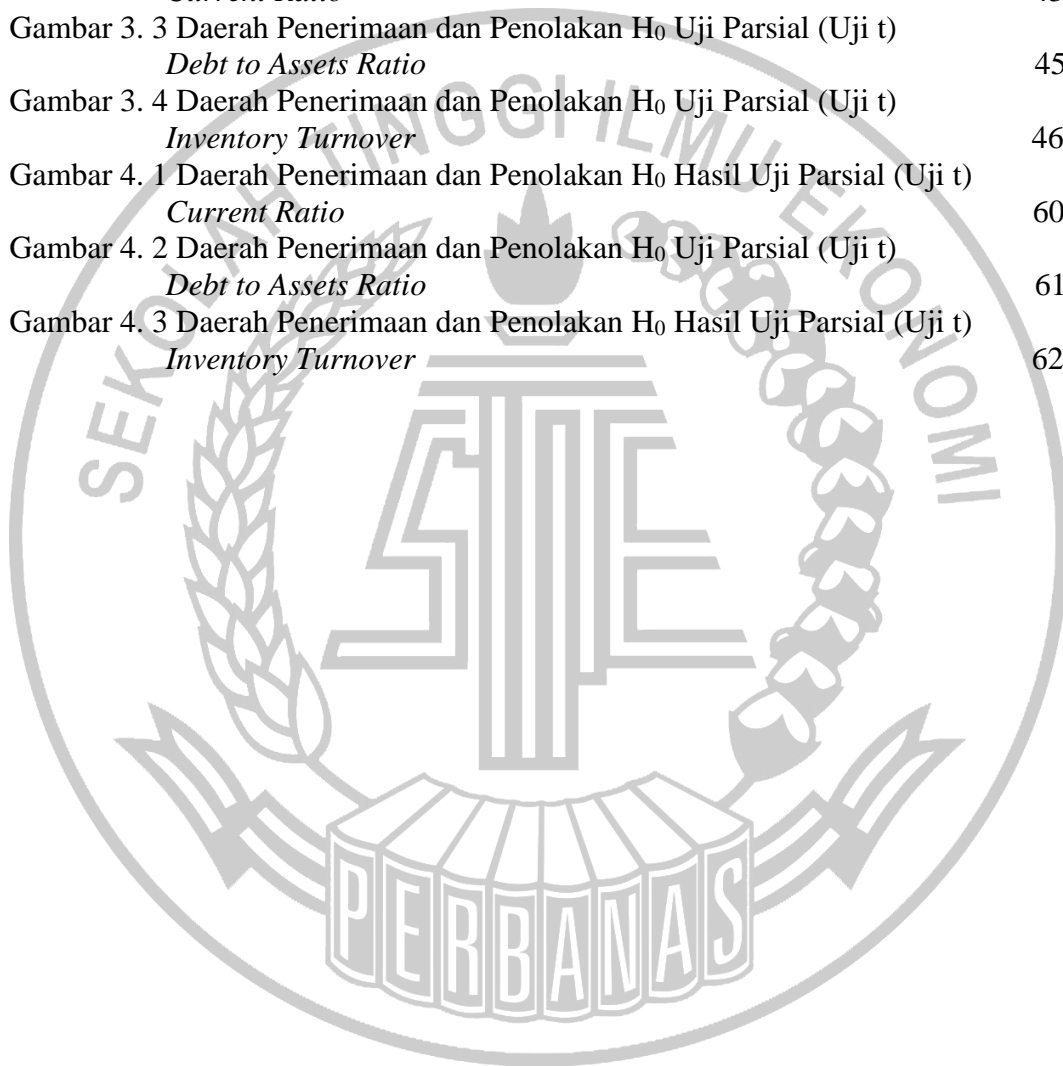 Gambar 3. 3 Daerah Penerimaan dan Penolakan H0 Uji Parsial (Uji t)
Debt to Assets Ratio 45
Gambar 3. 4 Daerah Penerimaan dan Penolakan H0 Uji Parsial (Uji t)
Inventory Turnover 46
Gambar 4. 1 Daerah Penerimaan dan Penolakan H0 Hasil Uji Parsial (Uji t)
Current Ratio 60
Gambar 4. 2 Daerah Penerimaan dan Penolakan H0 Uji Parsial (Uji t)
Debt to Assets Ratio 61
Gambar 4. 3 Daerah Penerimaan dan Penolakan H0 Hasil Uji Parsial (Uji t)
Inventory Turnover 62
SEKOLAH TINGGI ILMU EKONOMI
STIE
PERBANAS